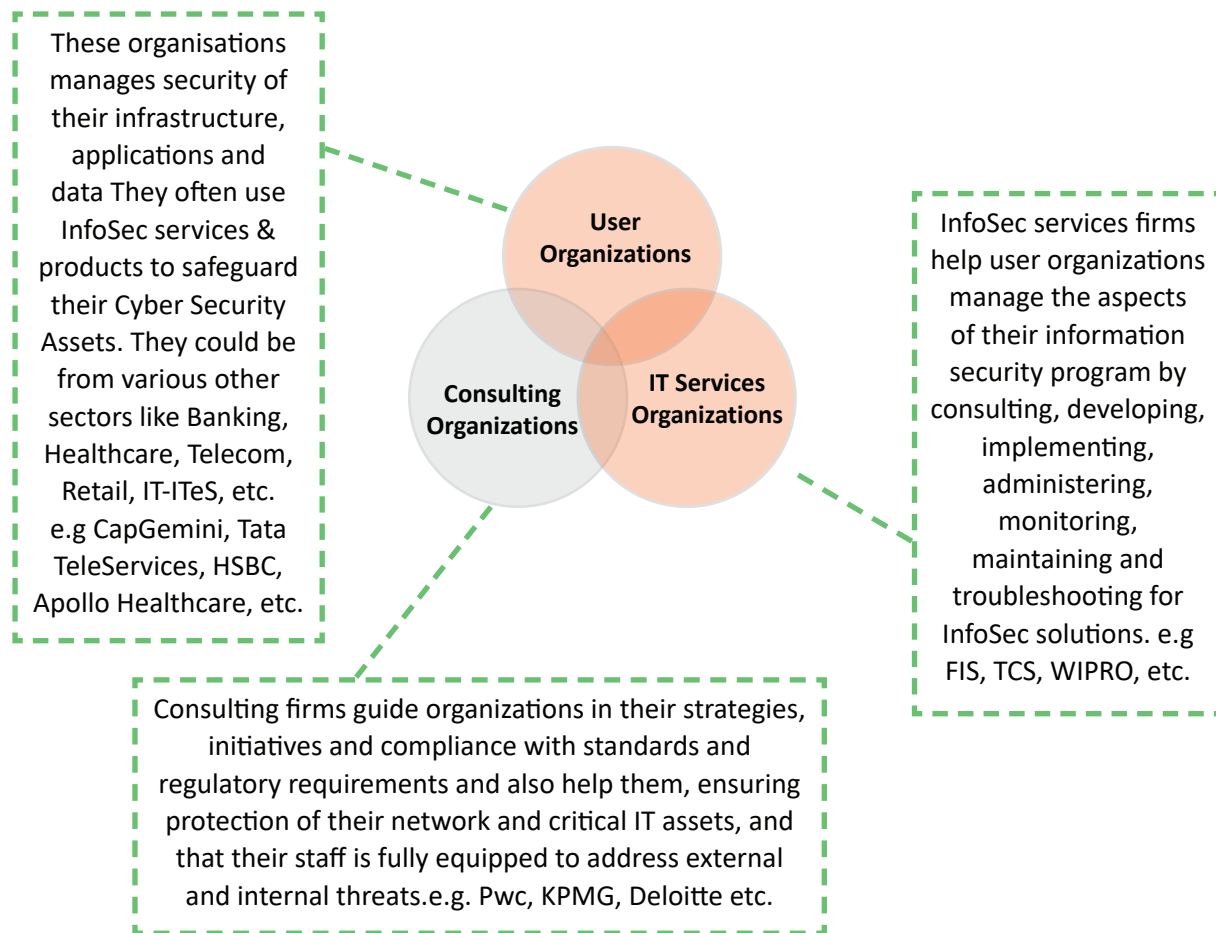 These organisations
manages security of
their infrastructure,
applications and
data They often use
InfoSec services &
products to safeguard
their Cyber Security
Assets. They could be
from various other
sectors like Banking,
Healthcare, Telecom,
Retail, IT-ITeS, etc.
e.g CapGemini, Tata
TeleServices, HSBC,
Apollo Healthcare, etc.
User
Organizations
Consulting
Organizations
IT Services
Organizations
InfoSec services firms
help user organizations
manage the aspects
of their information
security program by
consulting, developing,
implementing,
administering,
monitoring,
maintaining and
troubleshooting for
InfoSec solutions. e.g
FIS, TCS, WIPRO, etc.
Consulting firms guide organizations in their strategies,
initiatives and compliance with standards and
regulatory requirements and also help them, ensuring
protection of their network and critical IT assets, and
that their staff is fully equipped to address external
and internal threats.e.g. Pwc, KPMG, Deloitte etc.